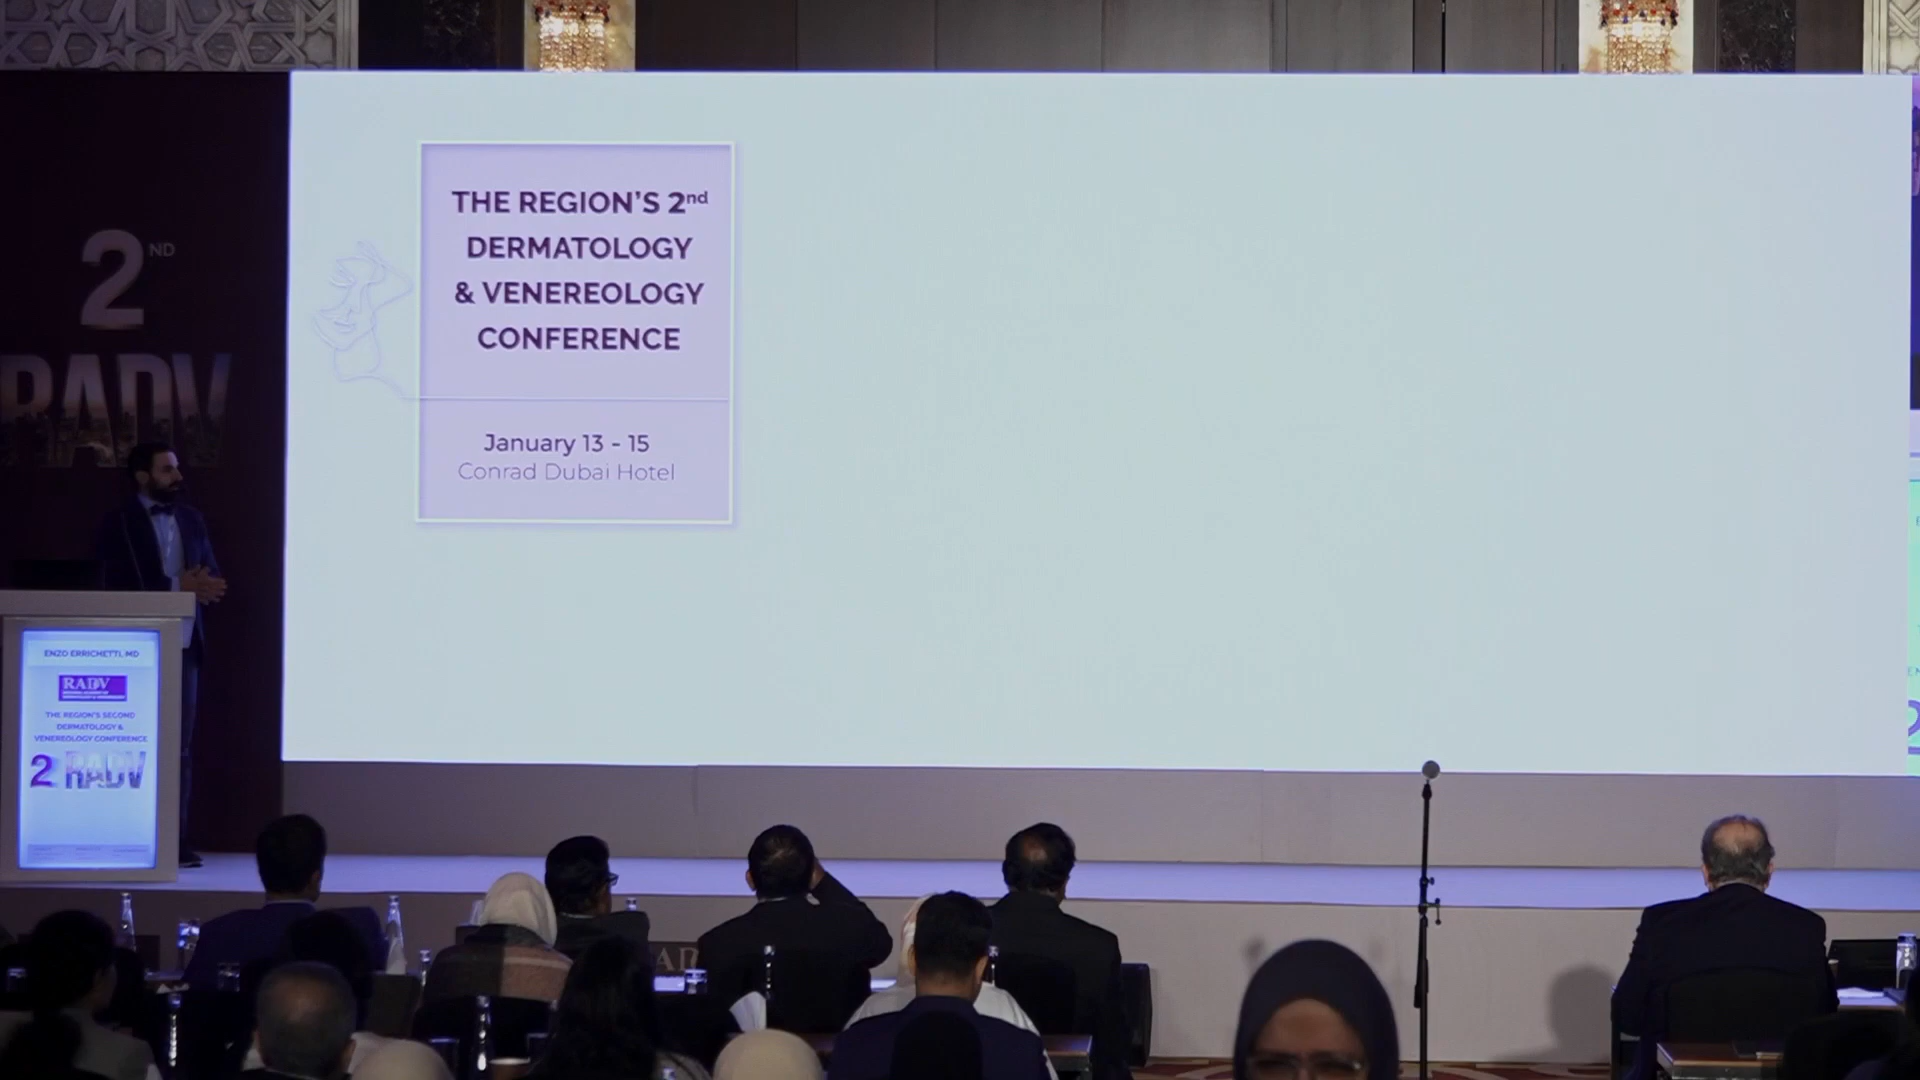 THE REGION'S 2nd
DERMATOLOGY
& VENEREOLOGY
CONFERENCE
January 13 - 15
Conrad Dubai Hotel
2ND
RADV
ENZO ERRICHETTI, MD
RADV
THE REGION'S SECOND
DERMATOLOGY &
VENEREOLOGY CONFERENCE
2 RADV